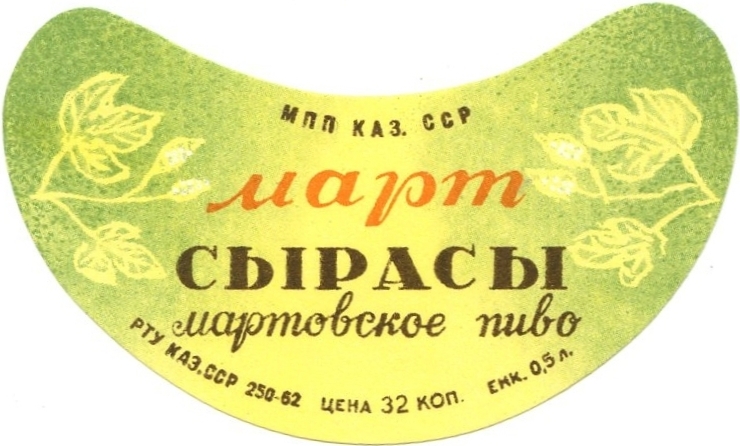 МПП КАЗ. ССР
март
СЫРАСЫ
мартовское пиво
РТУ КАЗ.ССР 250-62 ЦЕНА 32 КОП. ЕМК. 0,5 л.